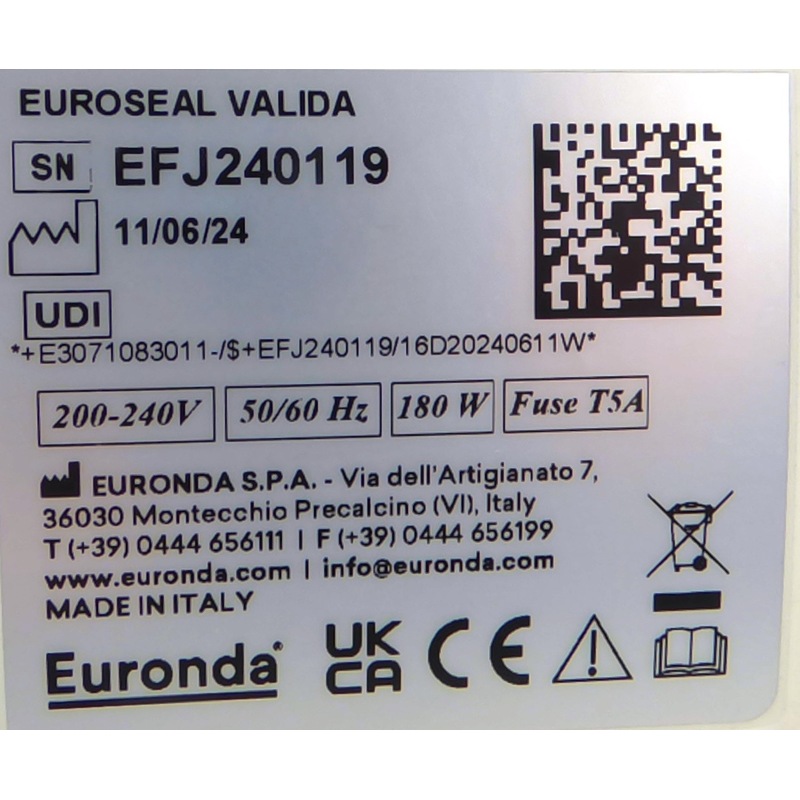 EUROSEAL VALIDA
SN EFJ240119
11/06/24
UDI
*+E3071083011-/$+EFJ240119/16D20240611W*
200-240V 50/60 Hz 180 W Fuse T5A
EURONDA S.P.A. - Via dell'Artigianato 7,
36030 Montecchio Precalcino (VI), Italy
T (+39) 0444 656111 | F (+39) 0444 656199
www.euronda.com | info@euronda.com
MADE IN ITALY
Euronda® UK CA CE